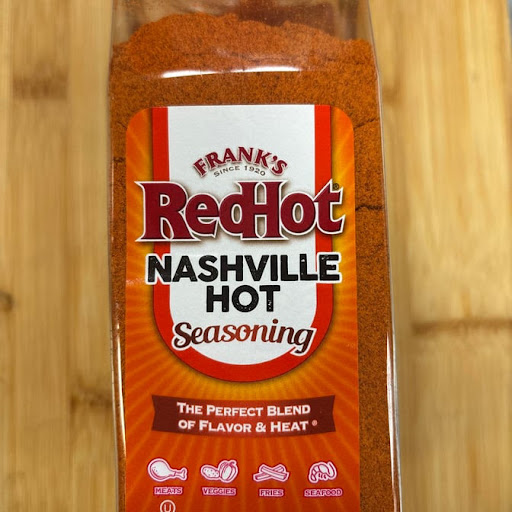 FRANK'S
SINCE 1920
RedHot®
NASHVILLE
HOT
Seasoning
THE PERFECT BLEND
OF FLAVOR & HEAT®
MEATS VEGGIES FRIES SEAFOOD
U